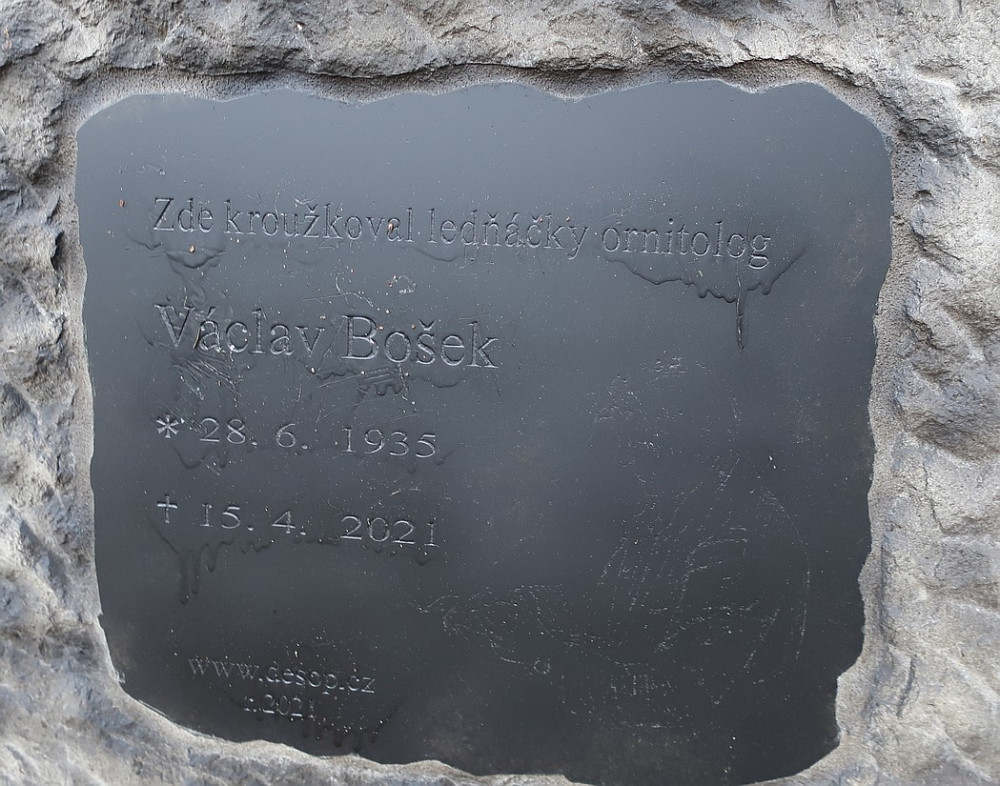 Zde kroužkoval ledňáčky ornitolog
Václav Bošek
* 28. 6. 1935
† 15. 4. 2021
www.desop.cz
r. 2021